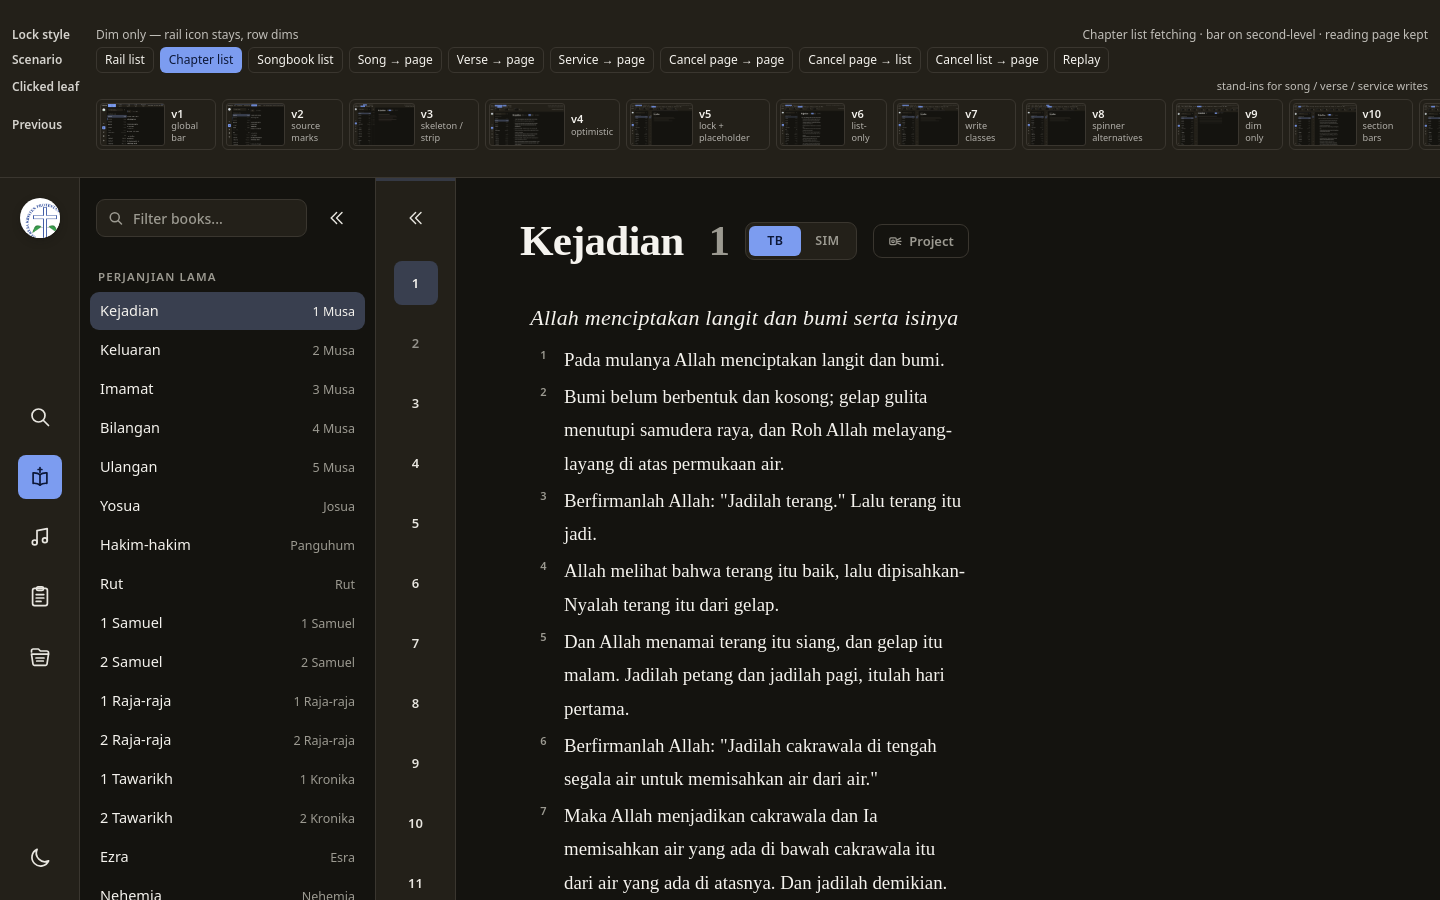 Lock style Dim only — rail icon stays, row dims Chapter list fetching · bar on second-level · reading page kept
Scenario Rail list Chapter list Songbook list Song → page Verse → page Service → page Cancel page → page Cancel page → list Cancel list → page Replay
Clicked leaf stand-ins for song / verse / service writes
Previous
v1
global
bar
v2
source
marks
v3
skeleton /
strip
v4
optimistic
v5
lock +
placeholder
v6
list-
only
v7
write
classes
v8
spinner
alternatives
v9
dim
only
v10
section
bars
Filter books...
PERJANJIAN LAMA
Kejadian 1 Musa
Keluaran 2 Musa
Imamat 3 Musa
Bilangan 4 Musa
Ulangan 5 Musa
Yosua Josua
Hakim-hakim Panguhum
Rut Rut
1 Samuel 1 Samuel
2 Samuel 2 Samuel
1 Raja-raja 1 Raja-raja
2 Raja-raja 2 Raja-raja
1 Tawarikh 1 Kronika
2 Tawarikh 2 Kronika
Ezra Esra
Nehemia Nehemia
1
2
3
4
5
6
7
8
9
10
11
Kejadian 1 TB SIM Project
Allah menciptakan langit dan bumi serta isinya
1 Pada mulanya Allah menciptakan langit dan bumi.
2 Bumi belum berbentuk dan kosong; gelap gulita
menutupi samudera raya, dan Roh Allah melayang-
layang di atas permukaan air.
3 Berfirmanlah Allah: "Jadilah terang." Lalu terang itu
jadi.
4 Allah melihat bahwa terang itu baik, lalu dipisahkan-
Nyalah terang itu dari gelap.
5 Dan Allah menamai terang itu siang, dan gelap itu
malam. Jadilah petang dan jadilah pagi, itulah hari
pertama.
6 Berfirmanlah Allah: "Jadilah cakrawala di tengah
segala air untuk memisahkan air dari air."
7 Maka Allah menjadikan cakrawala dan Ia
memisahkan air yang ada di bawah cakrawala itu
dari air yang ada di atasnya. Dan jadilah demikian.